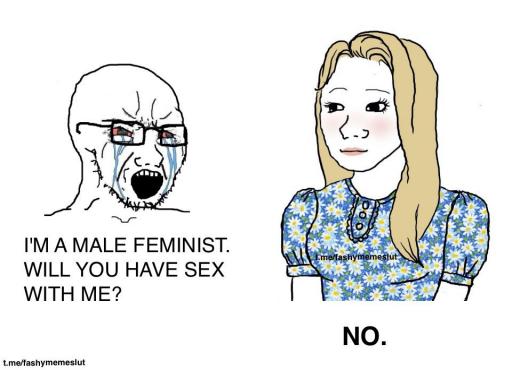 I'M A MALE FEMINIST.
WILL YOU HAVE SEX
WITH ME?
t.me/fashymemeslut
NO.
t.me/fashymemeslut